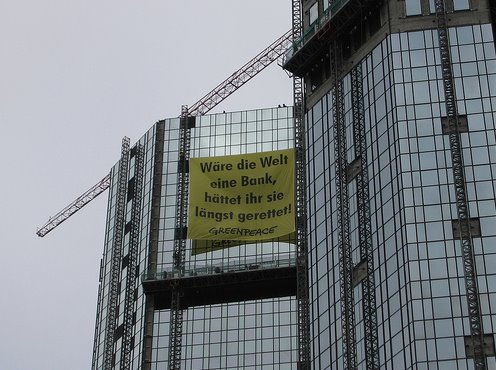 Wäre die Welt
eine Bank,
hättet ihr sie
längst gerettet!
GREENPEACE